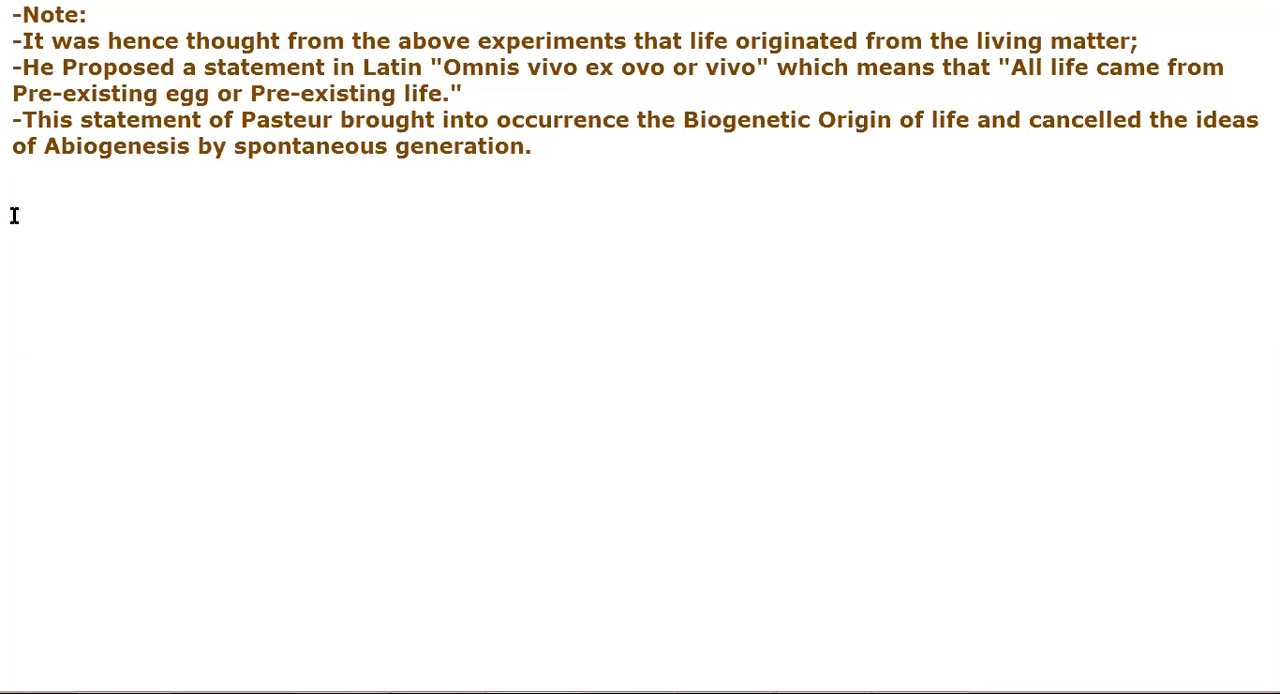 -Note:
-It was hence thought from the above experiments that life originated from the living matter;
-He Proposed a statement in Latin "Omnis vivo ex ovo or vivo" which means that "All life came from
Pre-existing egg or Pre-existing life."
-This statement of Pasteur brought into occurrence the Biogenetic Origin of life and cancelled the ideas
of Abiogenesis by spontaneous generation.